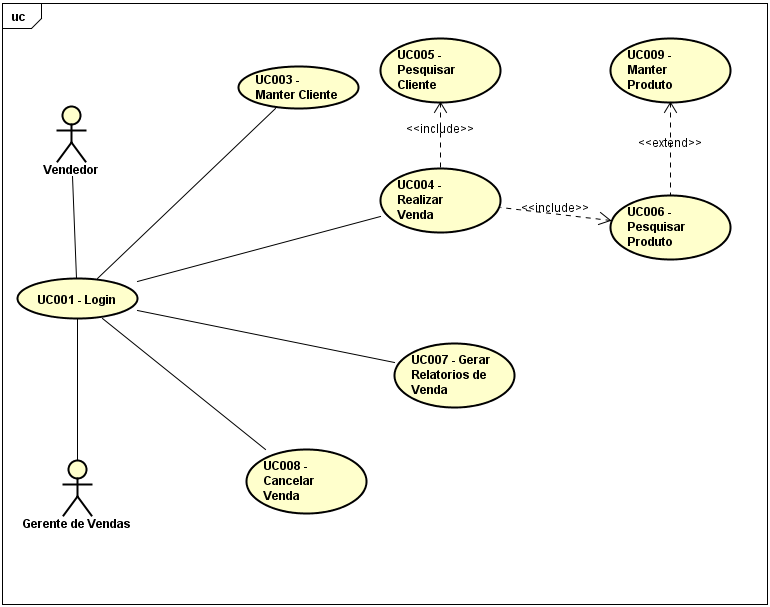 uc
UC005 -
Pesquisar
Cliente
UC009 -
Manter
Produto
UC003 -
Manter Cliente
<<include>>
<<extend>>
Vendedor
UC004 -
Realizar
Venda
<<include>>
UC006 -
Pesquisar
Produto
UC001 - Login
UC007 - Gerar
Relatorios de
Venda
UC008 -
Cancelar
Venda
Gerente de Vendas